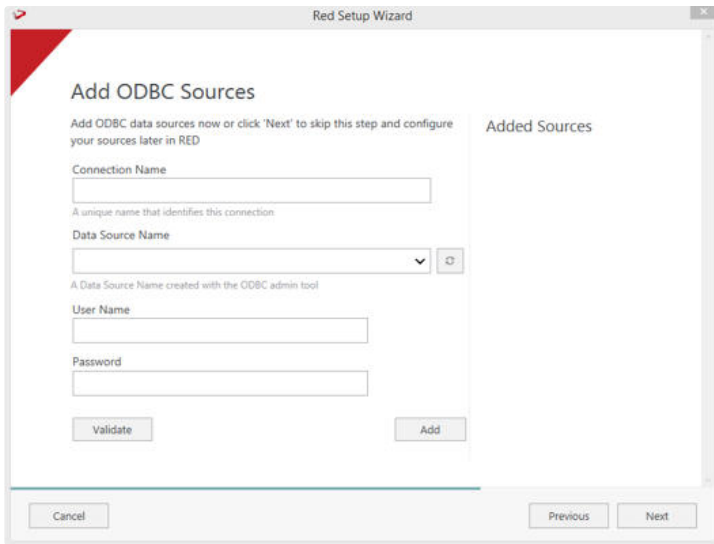 Red Setup Wizard
Add ODBC Sources
Add ODBC data sources now or click 'Next' to skip this step and configure
your sources later in RED
Added Sources
Connection Name
A unique name that identifies this connection
Data Source Name
A Data Source Name created with the ODBC admin tool
User Name
Password
Validate
Add
Cancel
Previous
Next